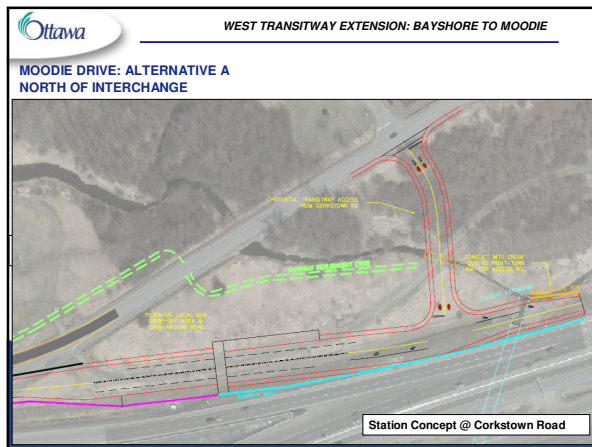 Ottawa
WEST TRANSITWAY EXTENSION: BAYSHORE TO MOODIE
MOODIE DRIVE: ALTERNATIVE A
NORTH OF INTERCHANGE
POTENTIAL TRANSITWAY ACCESS
FROM CORKSTOWN RD
CONFLICT WITH CREEK
DUE TO RIGHT-TURN
LANE FOR ACCESS RD.
POTENTIAL LOCAL BUS
DROP-OFF AREA &
TURN-AROUND ROAD
Station Concept @ Corkstown Road